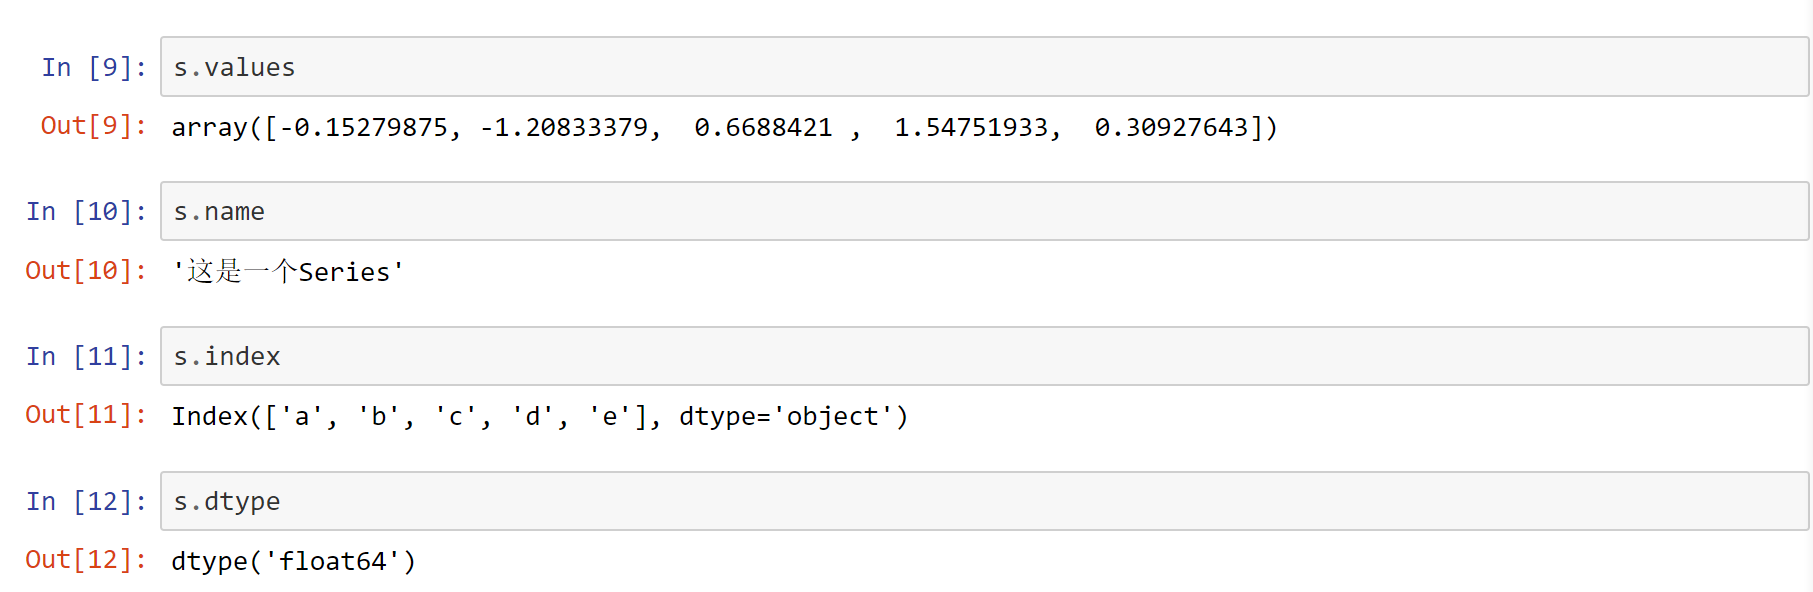 In [9]: s.values
Out[9]: array([-0.15279875, -1.20833379,  0.6688421 ,  1.54751933,  0.30927643])
In [10]: s.name
Out[10]: '这是一个Series'
In [11]: s.index
Out[11]: Index(['a', 'b', 'c', 'd', 'e'], dtype='object')
In [12]: s.dtype
Out[12]: dtype('float64')